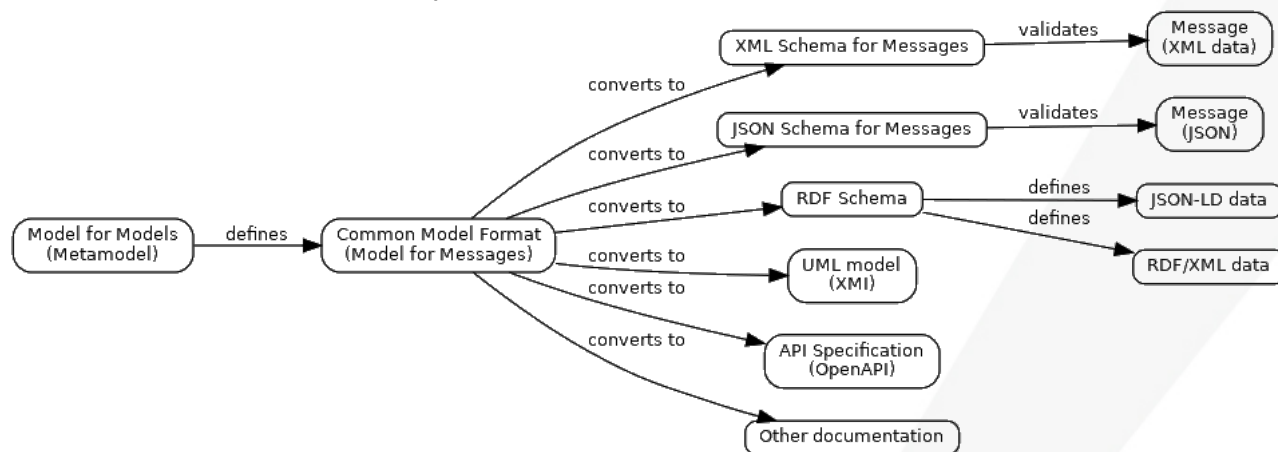 Message
validates
(XML data)
XML Schema for Messages
converts to
Message
validates
(JSON)
JSON Schema for Messages
converts to
defines
JSON-LD data
RDF Schema
converts to
defines
Model for Models
(Metamodel)
defines
Common Model Format
(Model for Messages)
RDF/XML data
converts to
UML model
(XMI)
converts to
API Specification
(OpenAPI)
converts to
Other documentation